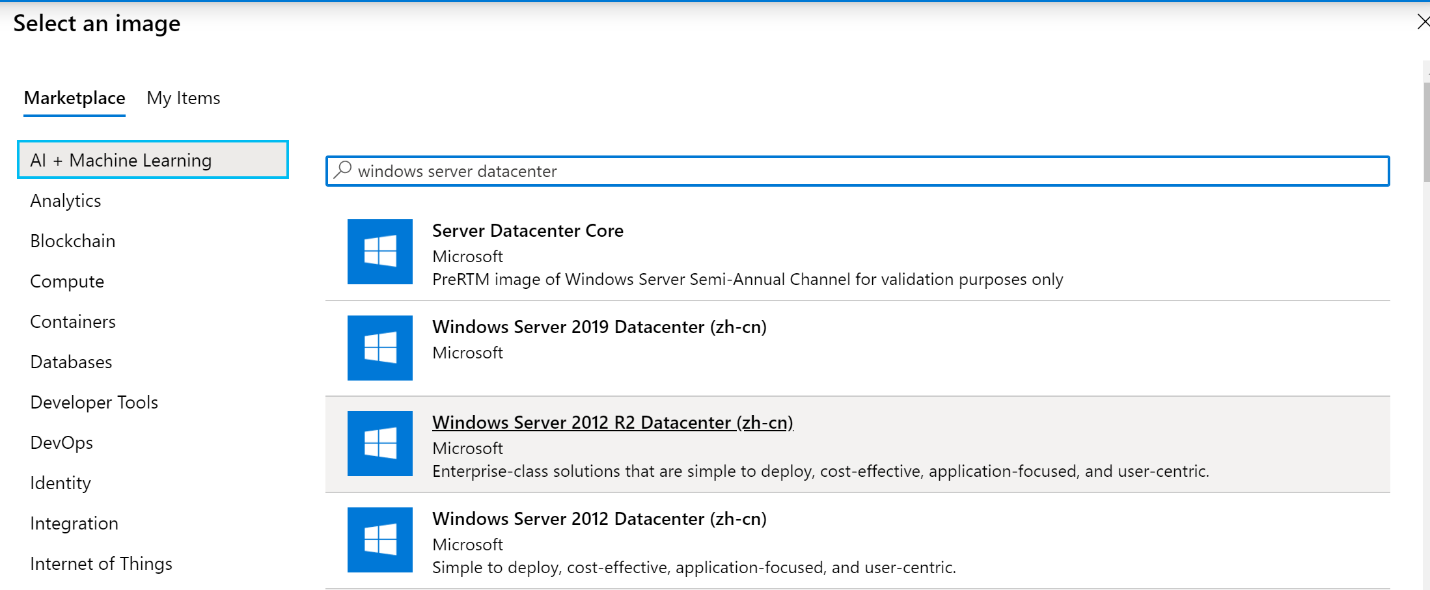 Select an image
Marketplace
My Items
AI + Machine Learning
Analytics
Blockchain
Compute
Containers
Databases
Developer Tools
DevOps
Identity
Integration
Internet of Things
windows server datacenter
Server Datacenter Core
Microsoft
PreRTM image of Windows Server Semi-Annual Channel for validation purposes only
Windows Server 2019 Datacenter (zh-cn)
Microsoft
Windows Server 2012 R2 Datacenter (zh-cn)
Microsoft
Enterprise-class solutions that are simple to deploy, cost-effective, application-focused, and user-centric.
Windows Server 2012 Datacenter (zh-cn)
Microsoft
Simple to deploy, cost-effective, application-focused, and user-centric.